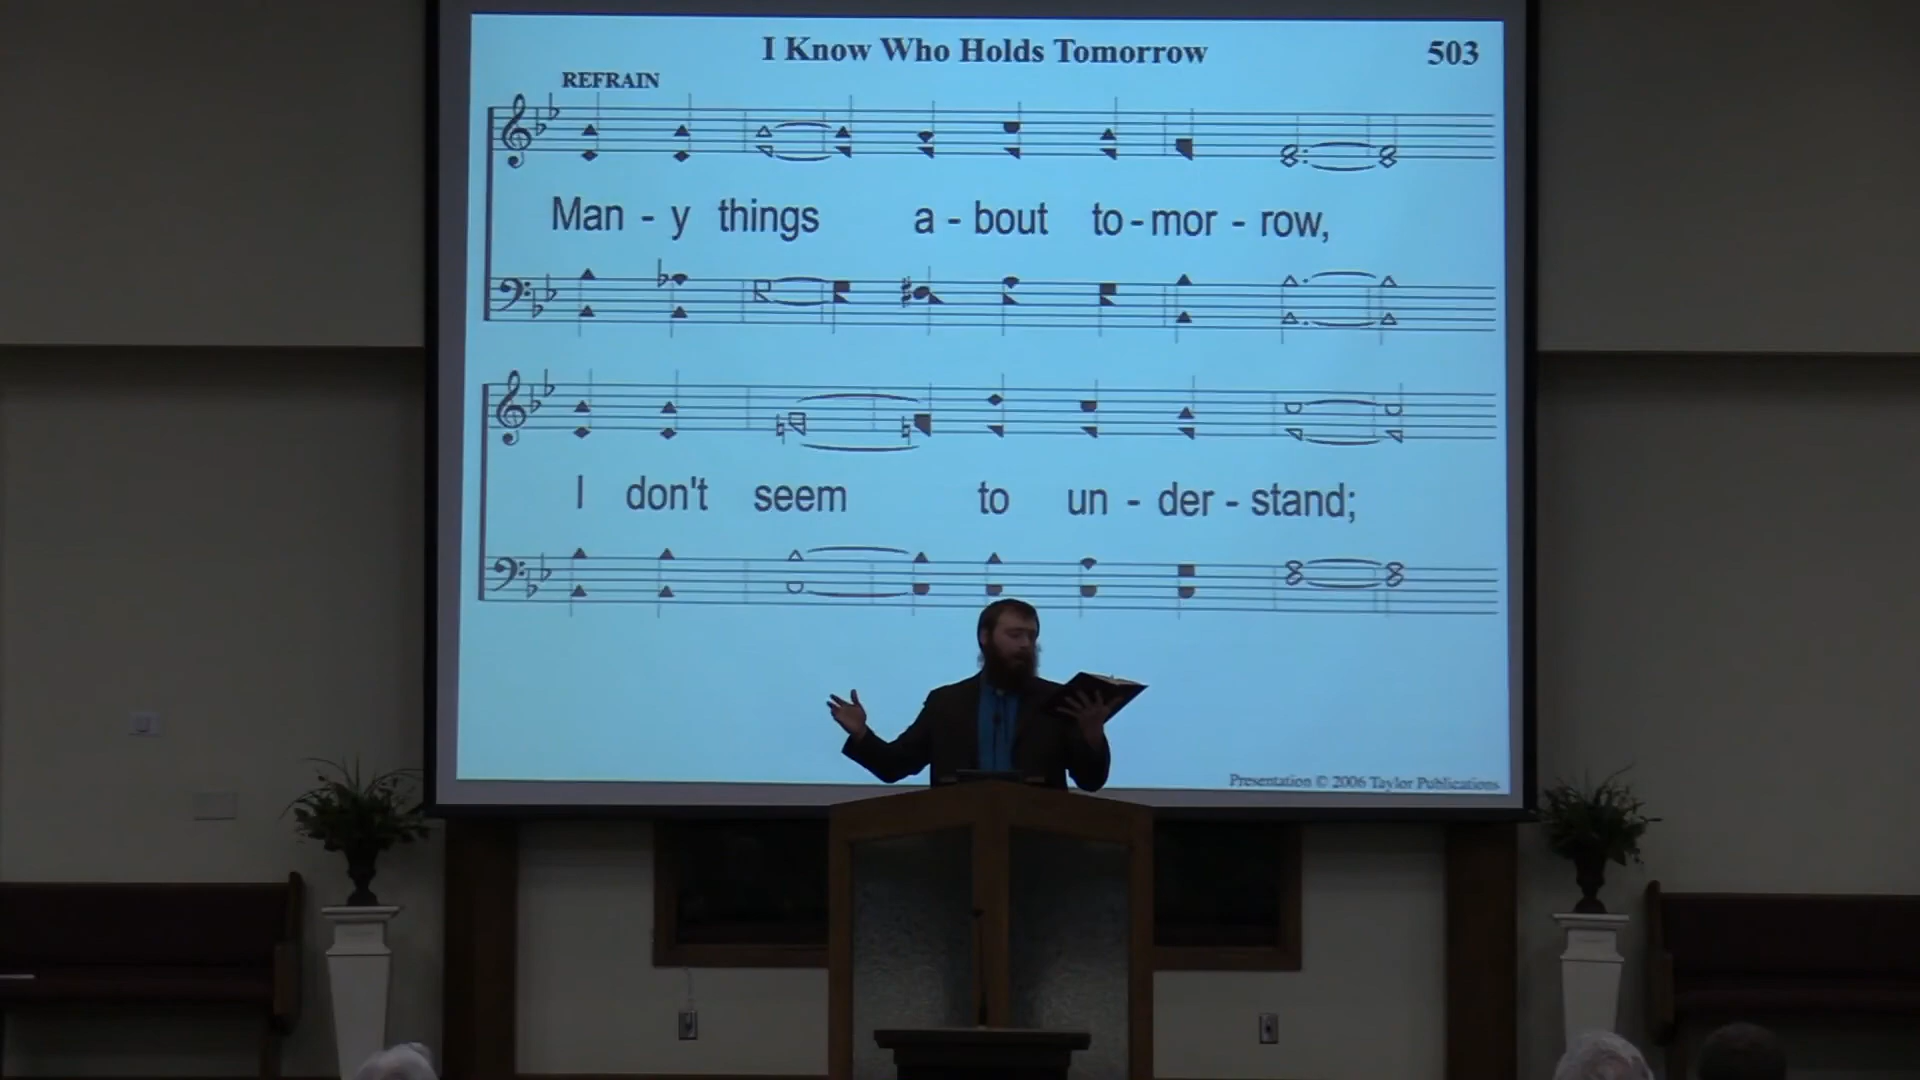 I Know Who Holds Tomorrow 503
REFRAIN
Man - y things a - bout to - mor - row,
I don't seem to un - der - stand;
Presentation © 2006 Taylor Publications